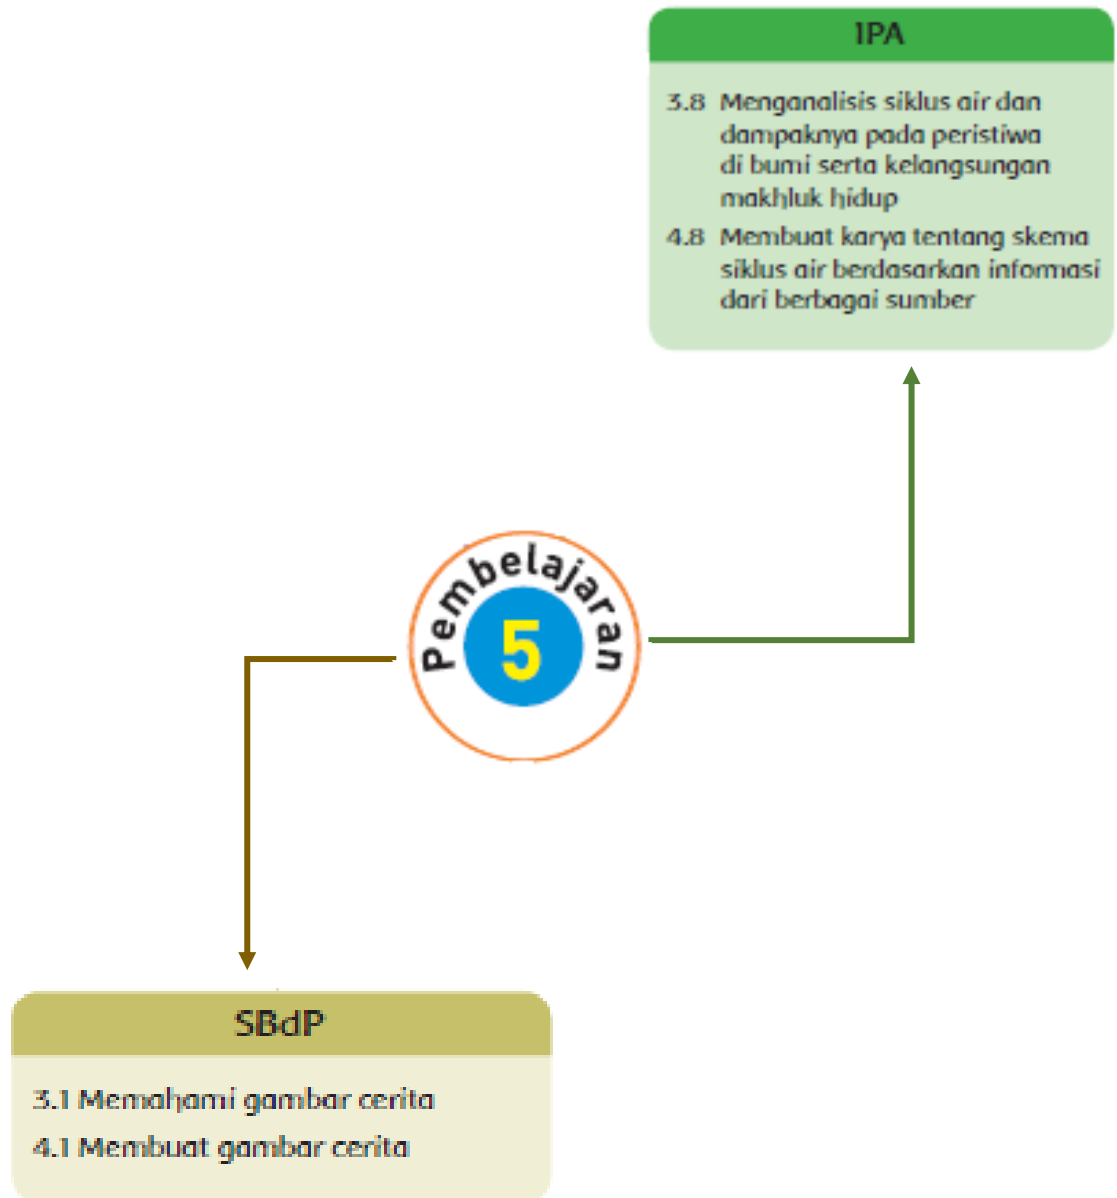 IPA
3.8 Menganalisis siklus air dan
dampaknya pada peristiwa
di bumi serta kelangsungan
makhluk hidup
4.8 Membuat karya tentang skema
siklus air berdasarkan informasi
dari berbagai sumber
Pembelajaran
5
SBdP
3.1 Memahami gambar cerita
4.1 Membuat gambar cerita